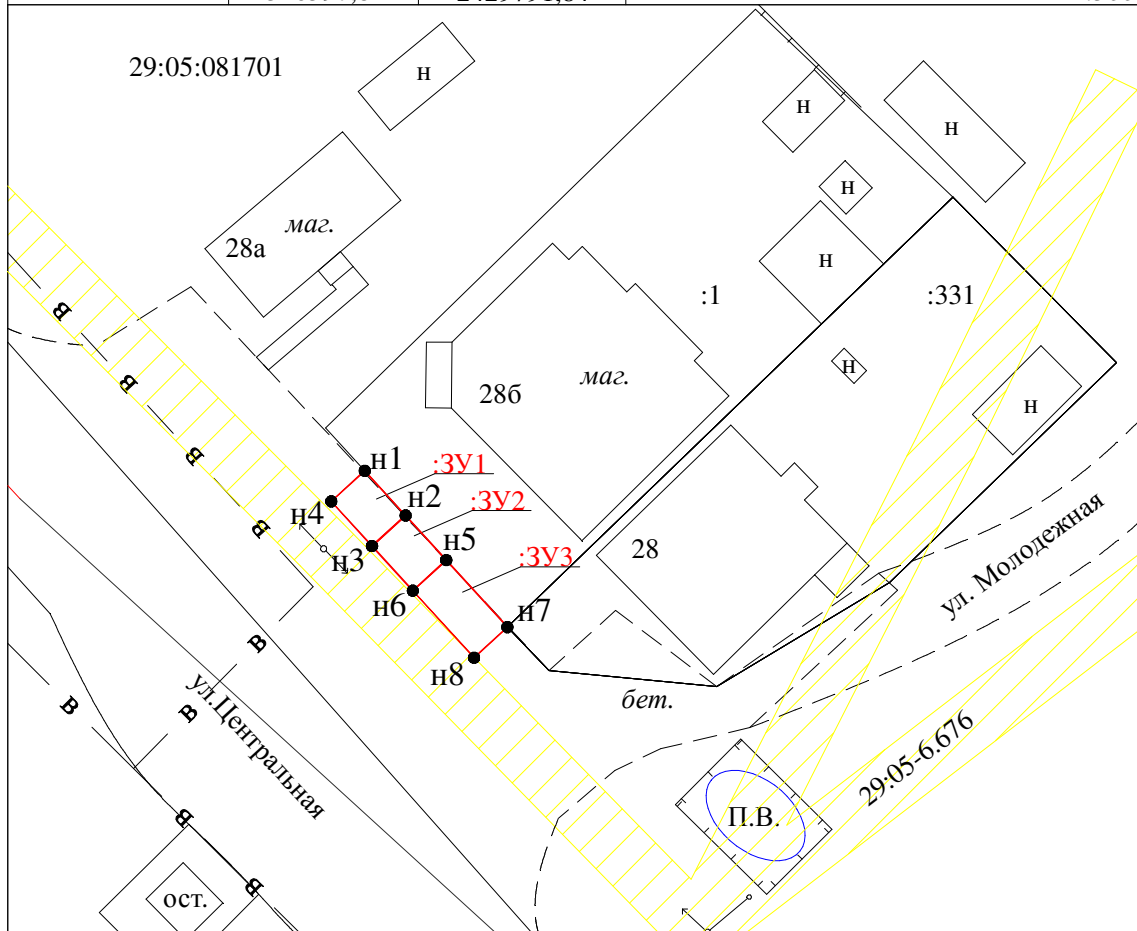 29:05:081701
н
н
н
н
маг.
28а
н
:1
:331
н
маг.
28б
н
н1
:ЗУ1
н2
:ЗУ2
н4
н5
н3
:ЗУ3
28
н6
н7
н8
ул. Молодежная
бет.
ул.Центральная
29:05-6.676
П.В.
ост.
в
в
в
в
в
в
в
в
в